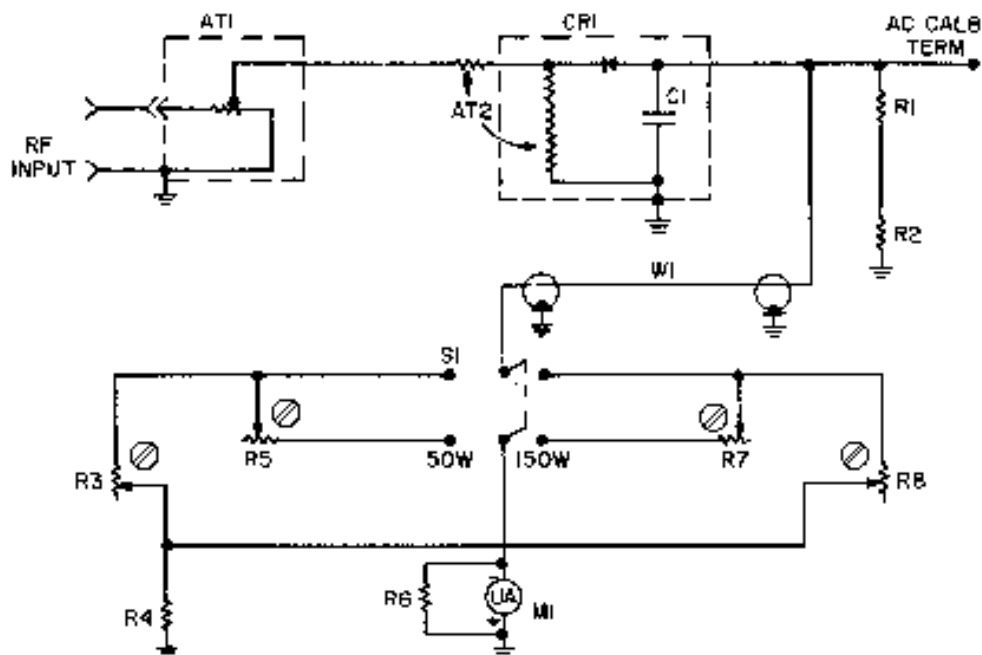 AT1
CR1
AC CALB
TERM
RF
INPUT
AT2
C1
R1
R2
W1
S1
R5
50W
150W
R7
R3
R8
R6
UA
M1
R4